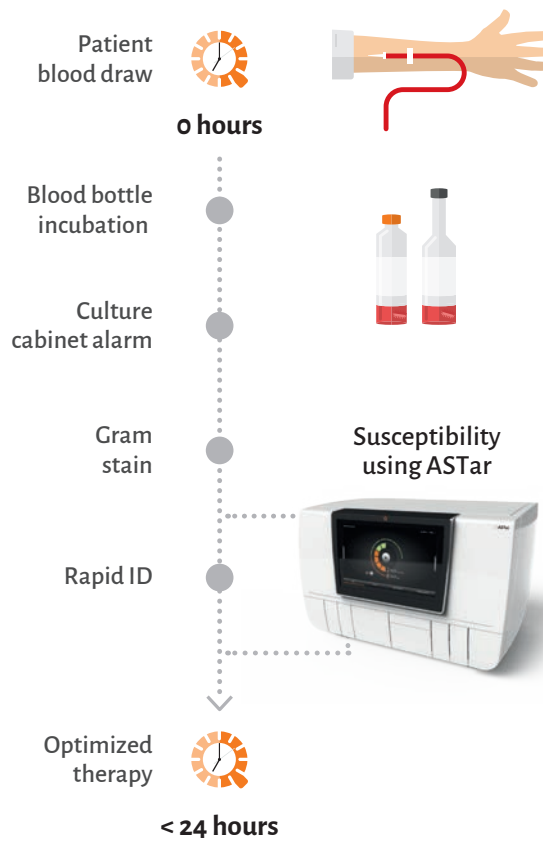 Patient
blood draw
0 hours
Blood bottle
incubation
Culture
cabinet alarm
Gram
stain
Susceptibility
using ASTar
Rapid ID
Optimized
therapy
< 24 hours